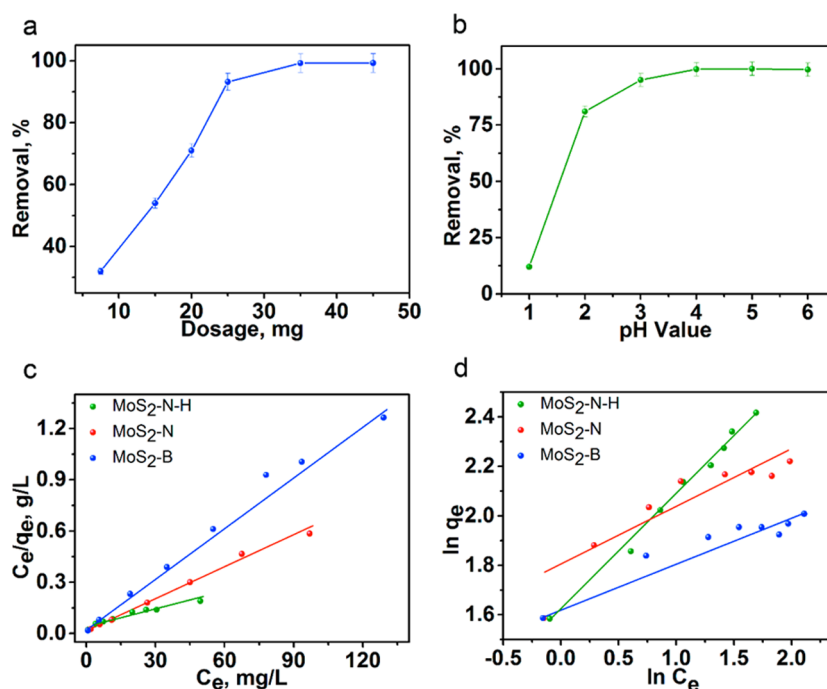 a
Removal, %
100
80
60
40
10 20 30 40 50
Dosage, mg
b
Removal, %
100
75
50
25
0
1 2 3 4 5 6
pH Value
c
MoS2-N-H
MoS2-N
MoS2-B
Ce/qe, g/L
1.2
0.9
0.6
0.3
0.0
0 30 60 90 120
Ce, mg/L
d
MoS2-N-H
MoS2-N
MoS2-B
ln qe
2.4
2.2
2.0
1.8
1.6
-0.5 0.0 0.5 1.0 1.5 2.0
ln Ce